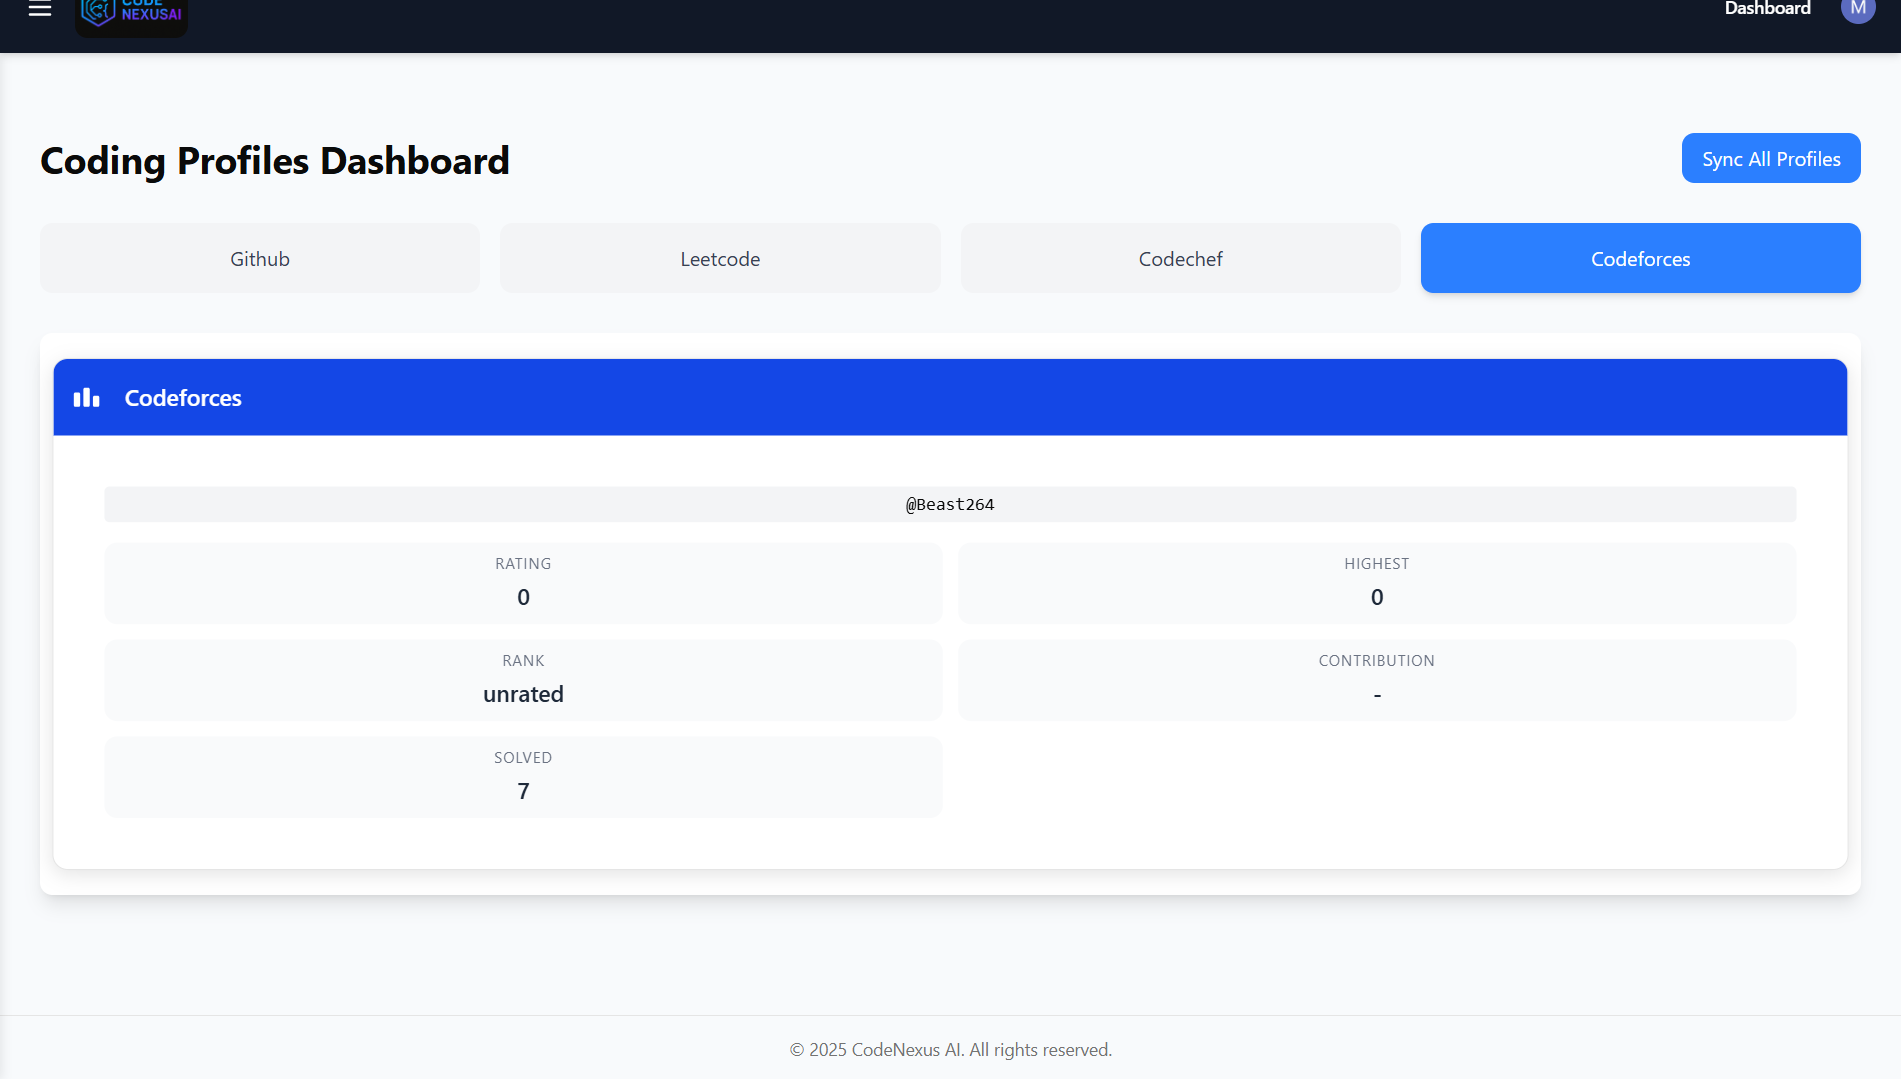 CODE
NEXUSAI
Dashboard
M
Coding Profiles Dashboard
Sync All Profiles
Github
Leetcode
Codechef
Codeforces
Codeforces
@Beast264
RATING
0
HIGHEST
0
RANK
unrated
CONTRIBUTION
-
SOLVED
7
© 2025 CodeNexus AI. All rights reserved.